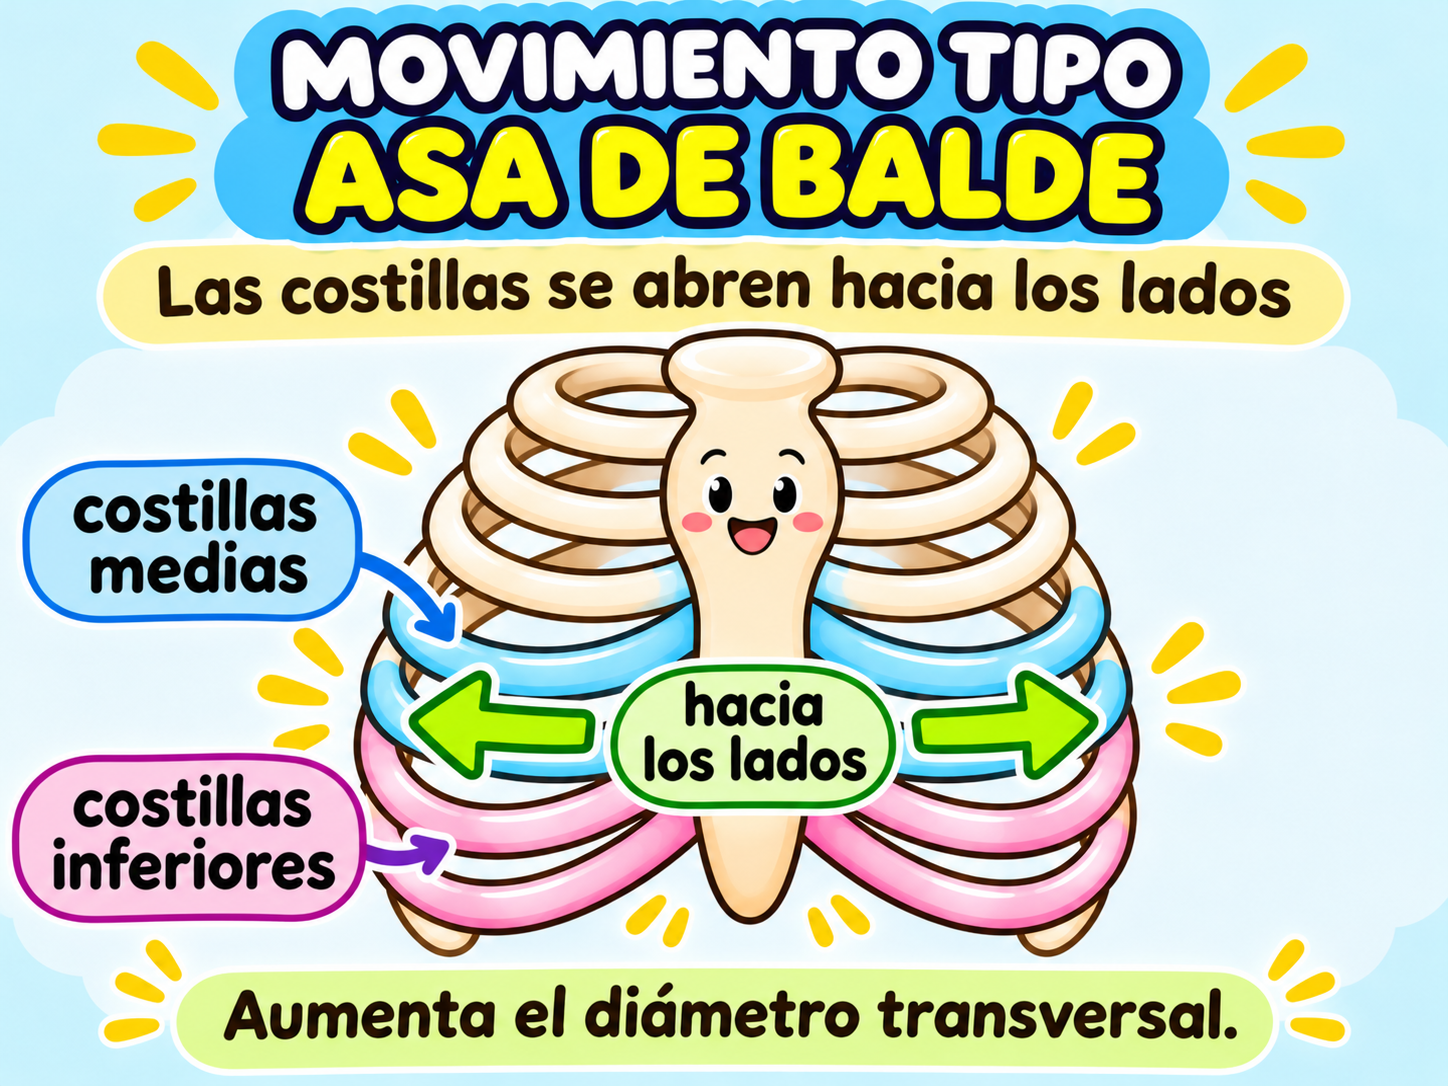 MOVIMIENTO TIPO
ASA DE BALDE
Las costillas se abren hacia los lados
costillas
medias
hacia
los lados
costillas
inferiores
Aumenta el diámetro transversal.